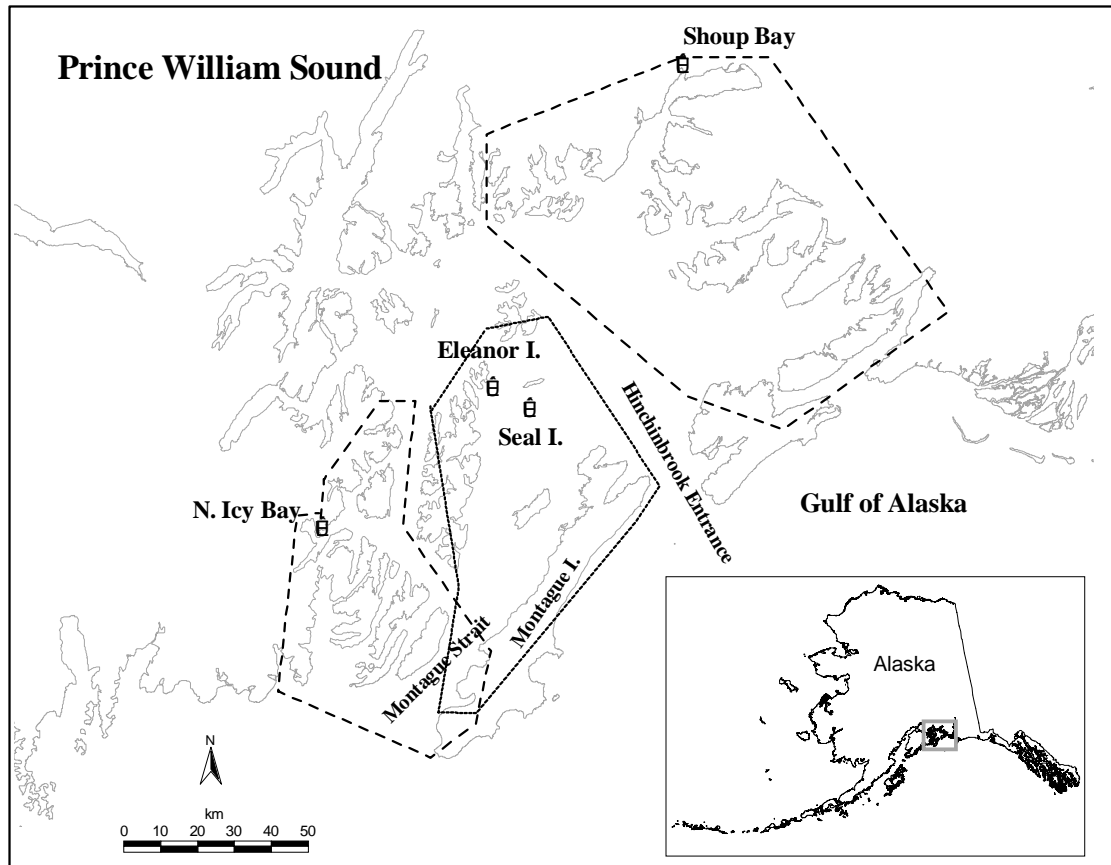 Shoup Bay
Prince William Sound
Eleanor I.
Seal I.
Hinchinbrook Entrance
N. Icy Bay
Gulf of Alaska
Montague I.
Montague Strait
Alaska
N
km
0 10 20 30 40 50